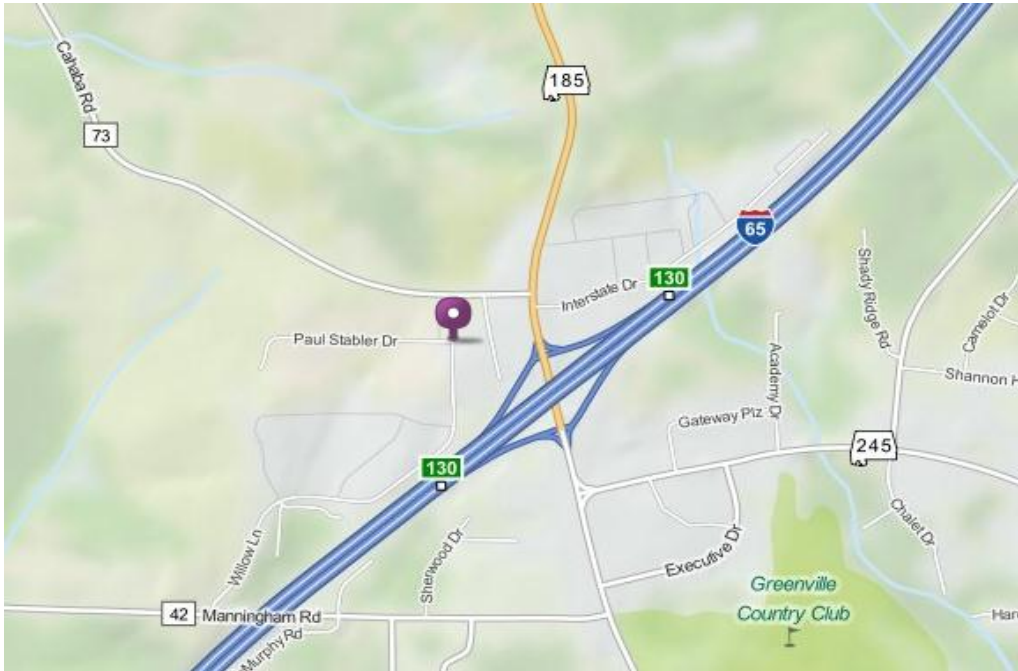 Cahaba Rd
73
185
65
130
Interstate Dr
Shady Ridge Rd
Camelot Dr
Paul Stabler Dr
Academy Dr
Shannon H
Gateway Plz
245
130
Chalet Dr
Executive Dr
Sherwood Dr
Willow Ln
Greenville
Country Club
42
Manningham Rd
Murphy Rd
Har